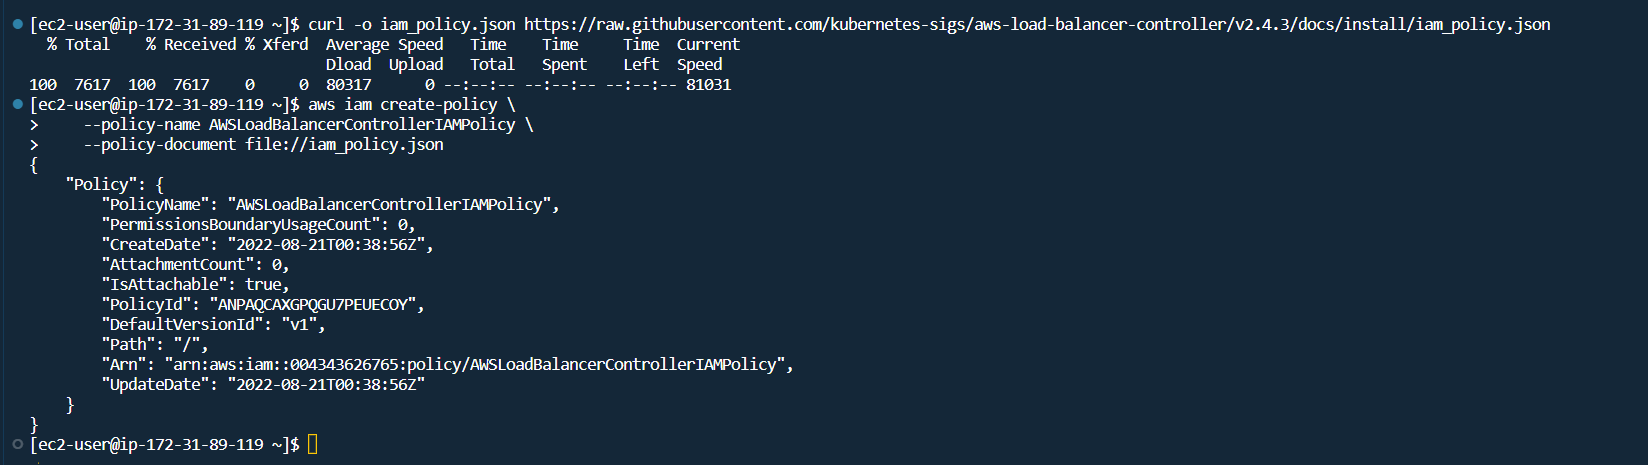 [ec2-user@ip-172-31-89-119 ~]$ curl -o iam_policy.json https://raw.githubusercontent.com/kubernetes-sigs/aws-load-balancer-controller/v2.4.3/docs/install/iam_policy.json
  % Total    % Received % Xferd  Average Speed   Time    Time     Time  Current
                                 Dload  Upload   Total   Spent    Left  Speed
100  7617  100  7617    0     0  80317      0 --:--:-- --:--:-- --:--:-- 81031
[ec2-user@ip-172-31-89-119 ~]$ aws iam create-policy \
>     --policy-name AWSLoadBalancerControllerIAMPolicy \
>     --policy-document file://iam_policy.json
{
    "Policy": {
        "PolicyName": "AWSLoadBalancerControllerIAMPolicy",
        "PermissionsBoundaryUsageCount": 0,
        "CreateDate": "2022-08-21T00:38:56Z",
        "AttachmentCount": 0,
        "IsAttachable": true,
        "PolicyId": "ANPAQCAXGPQGU7PEUECOY",
        "DefaultVersionId": "v1",
        "Path": "/",
        "Arn": "arn:aws:iam::004343626765:policy/AWSLoadBalancerControllerIAMPolicy",
        "UpdateDate": "2022-08-21T00:38:56Z"
    }
}
[ec2-user@ip-172-31-89-119 ~]$